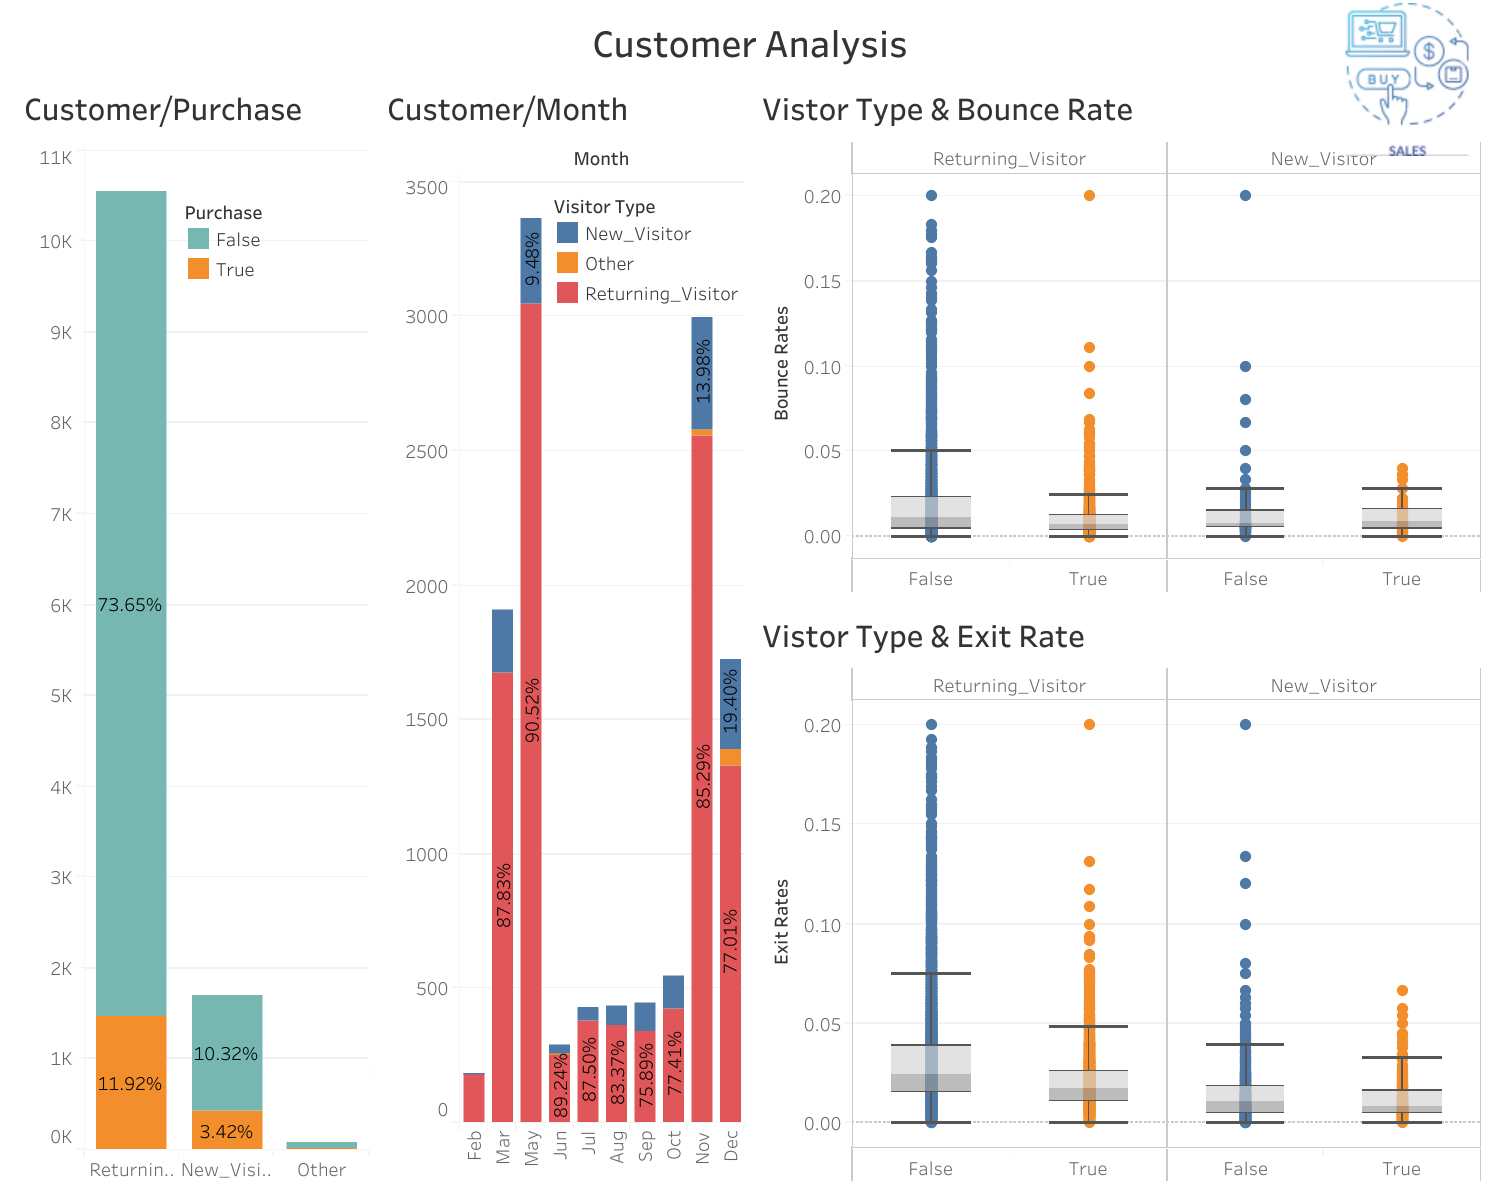 Customer Analysis
BUY
$
SALES
Customer/Purchase
11K
10K
9K
8K
7K
6K
5K
4K
3K
2K
1K
0K
Purchase
False
True
73.65%
11.92%
10.32%
3.42%
Returnin..
New_Visi..
Other
Customer/Month
Month
3500
3000
2500
2000
1500
1000
500
0
Visitor Type
New_Visitor
Other
Returning_Visitor
87.83%
9.48%
90.52%
89.24%
87.50%
83.37%
75.89%
77.41%
13.98%
85.29%
19.40%
77.01%
Feb
Mar
May
Jun
Jul
Aug
Sep
Oct
Nov
Dec
Vistor Type & Bounce Rate
Returning_Visitor
New_Visitor
Bounce Rates
0.20
0.15
0.10
0.05
0.00
False
True
False
True
Vistor Type & Exit Rate
Returning_Visitor
New_Visitor
Exit Rates
0.20
0.15
0.10
0.05
0.00
False
True
False
True